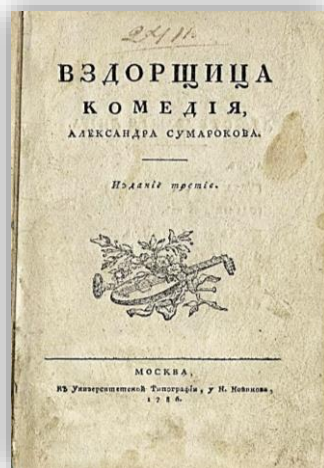 ВЗДОРЩИЦА
КОМЕДІЯ,
АЛЕКСАНДРА СУМАРОКОВА.
Изданіе третіе.
МОСКВА,
Въ Университетской Типографіи, у Н. Новикова,
1786.